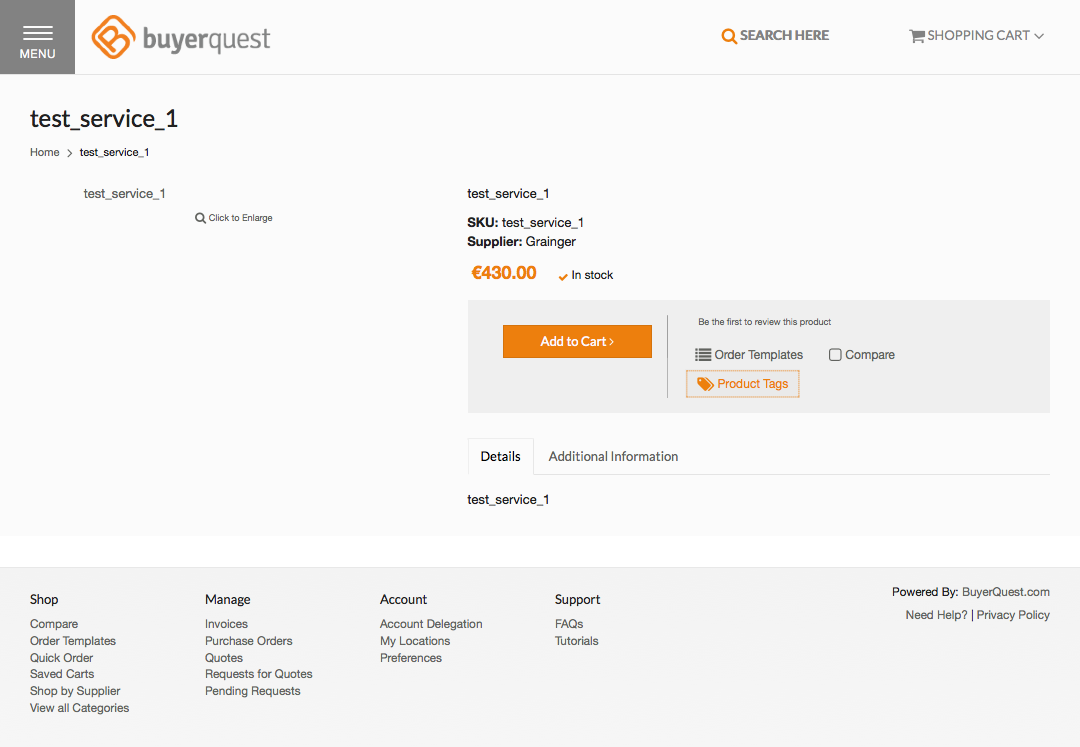 MENU
buyerquest
SEARCH HERE
SHOPPING CART
test_service_1
Home > test_service_1
test_service_1
Click to Enlarge
test_service_1
SKU: test_service_1
Supplier: Grainger
€430.00
In stock
Add to Cart ›
Be the first to review this product
Order Templates
Compare
Product Tags
Details
Additional Information
test_service_1
Shop
Compare
Order Templates
Quick Order
Saved Carts
Shop by Supplier
View all Categories
Manage
Invoices
Purchase Orders
Quotes
Requests for Quotes
Pending Requests
Account
Account Delegation
My Locations
Preferences
Support
FAQs
Tutorials
Powered By: BuyerQuest.com
Need Help? | Privacy Policy